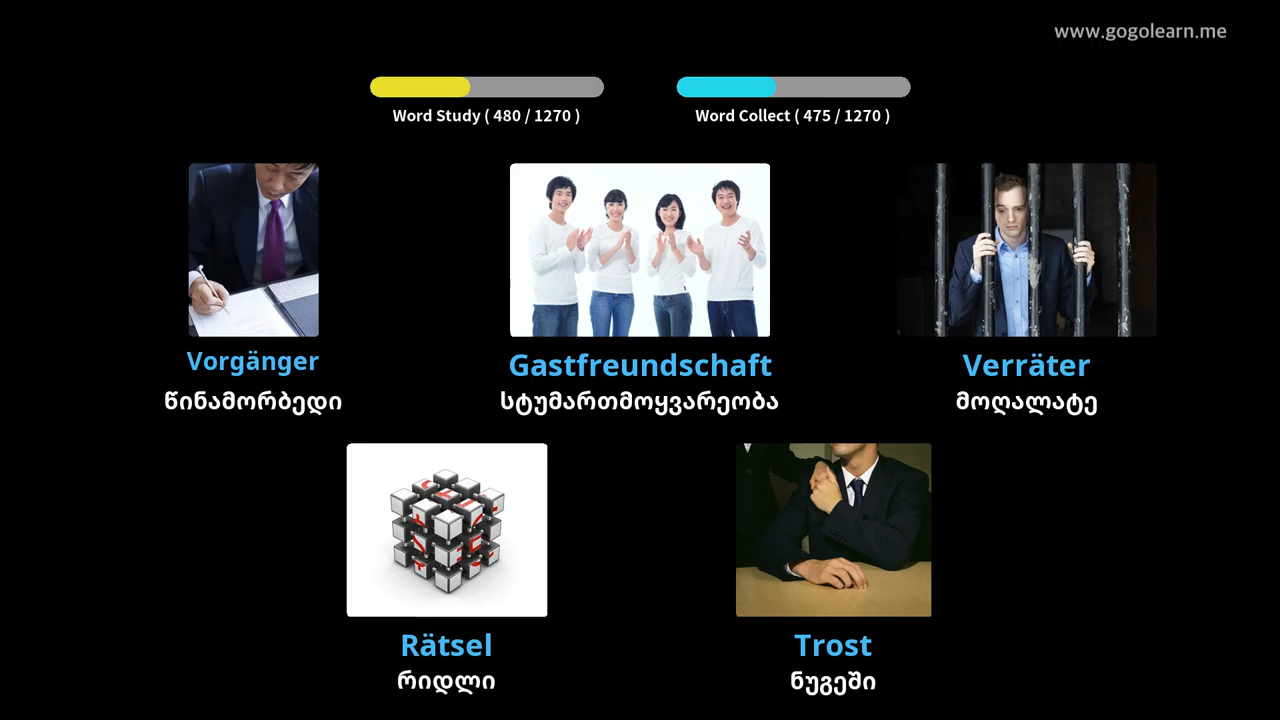 www.gogolearn.me
Word Study ( 480 / 1270 )
Word Collect ( 475 / 1270 )
Vorgänger
წინამორბედი
Gastfreundschaft
სტუმართმოყვარეობა
Verräter
მოღალატე
Rätsel
რიდლი
Trost
ნუგეში